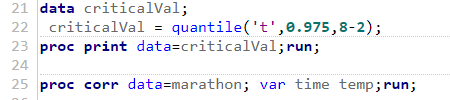 21 data criticalVal;
22 criticalVal = quantile('t',0.975,8-2);
23 proc print data=criticalVal;run;
24
25 proc corr data=marathon; var time temp;run;
26